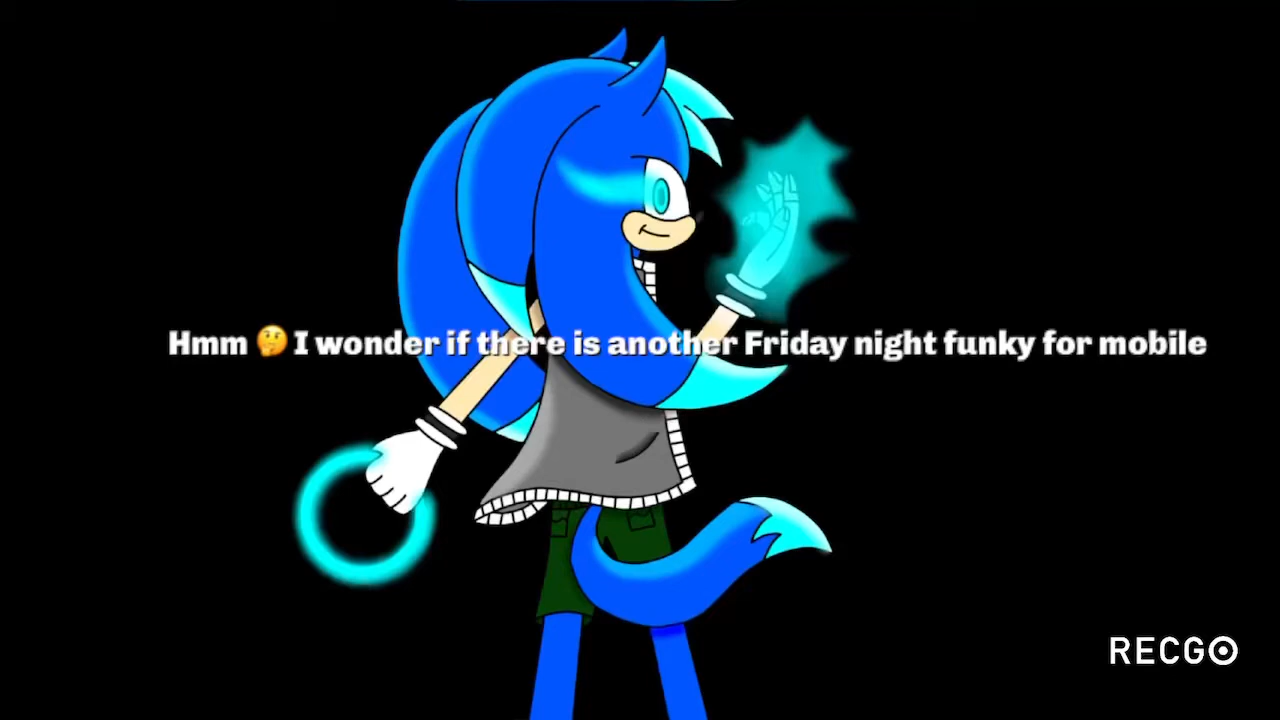 Hmm 🤔 I wonder if there is another Friday night funky for mobile
RECGO